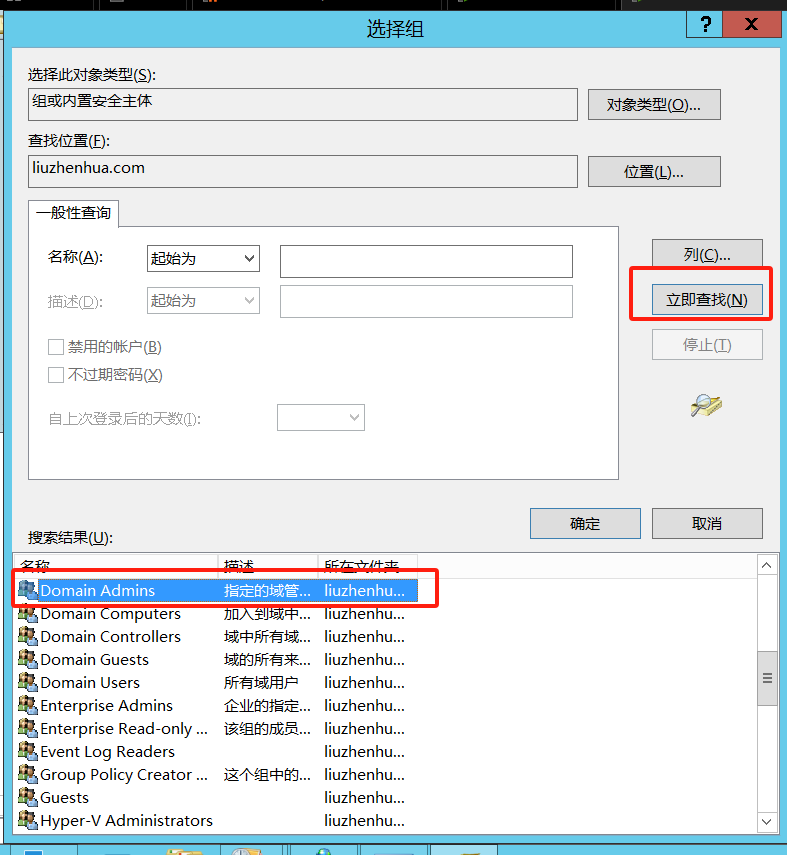 选择组
? X
选择此对象类型(S):
组或内置安全主体
对象类型(O)...
查找位置(F):
liuzhenhua.com
位置(L)...
一般性查询
名称(A): 起始为
列(C)...
描述(D): 起始为
立即查找(N)
禁用的帐户(B)
停止(T)
不过期密码(X)
自上次登录后的天数(I):
确定 取消
搜索结果(U):
名称 描述 所在文件夹
Domain Admins 指定的域管... liuzhenhu...
Domain Computers 加入到域中... liuzhenhu...
Domain Controllers 域中所有域... liuzhenhu...
Domain Guests 域的所有来... liuzhenhu...
Domain Users 所有域用户 liuzhenhu...
Enterprise Admins 企业的指定... liuzhenhu...
Enterprise Read-only ... 该组的成员... liuzhenhu...
Event Log Readers liuzhenhu...
Group Policy Creator ... 这个组中的... liuzhenhu...
Guests liuzhenhu...
Hyper-V Administrators liuzhenhu...